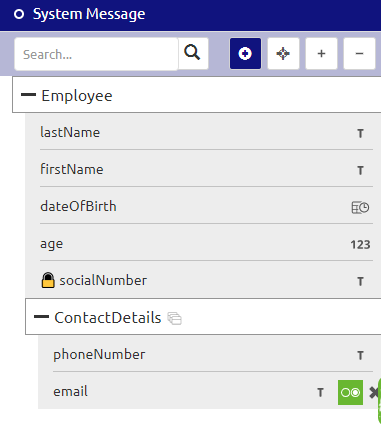 System Message
Search...
Employee
lastName T
firstName T
dateOfBirth
age 123
socialNumber T
ContactDetails
phoneNumber T
email T